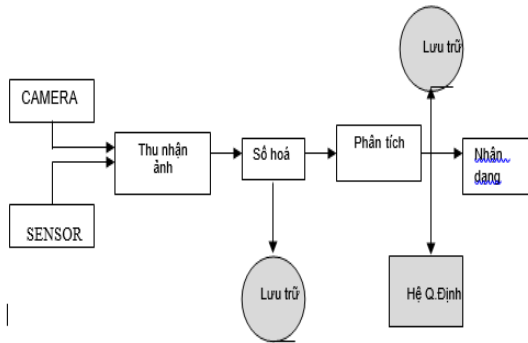 Lưu trữ
CAMERA
Thu nhận
ảnh
Số hoá
Phân tích
Nhận
dạng
SENSOR
Lưu trữ
Hệ Q.Định